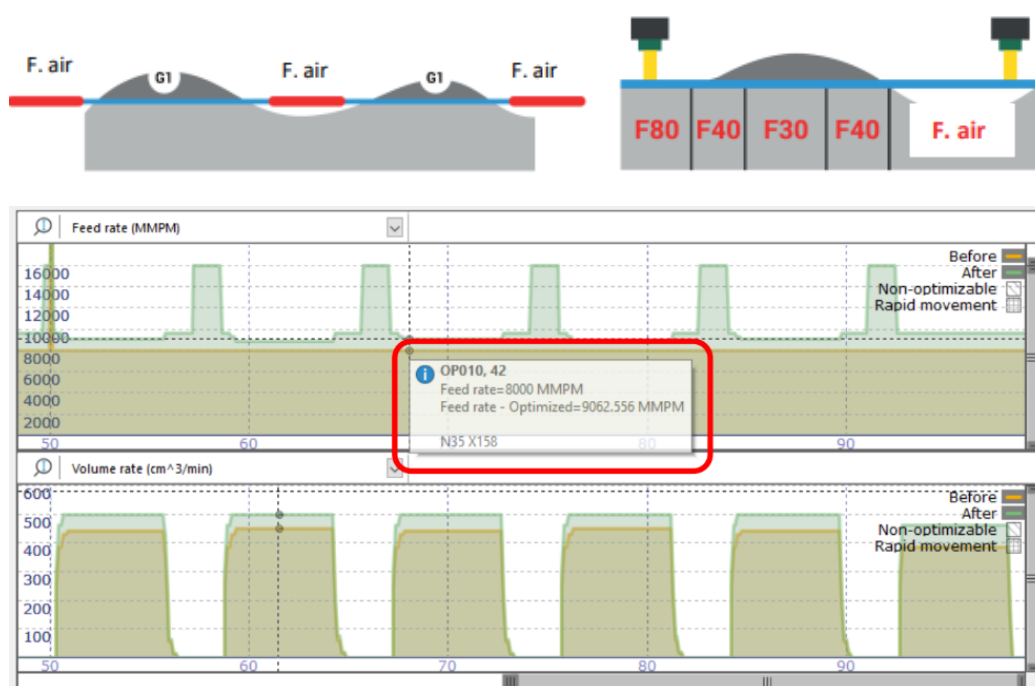 F. air
G1
F. air
G1
F. air
F80
F40
F30
F40
F. air
Feed rate (MMPM)
Before
After
Non-optimizable
Rapid movement
16000
14000
12000
10000
8000
6000
4000
2000
50
60
70
80
90
OP010, 42
Feed rate=8000 MMPM
Feed rate - Optimized=9062.556 MMPM
N35 X158
Volume rate (cm^3/min)
Before
After
Non-optimizable
Rapid movement
600
500
400
300
200
100
50
60
70
80
90